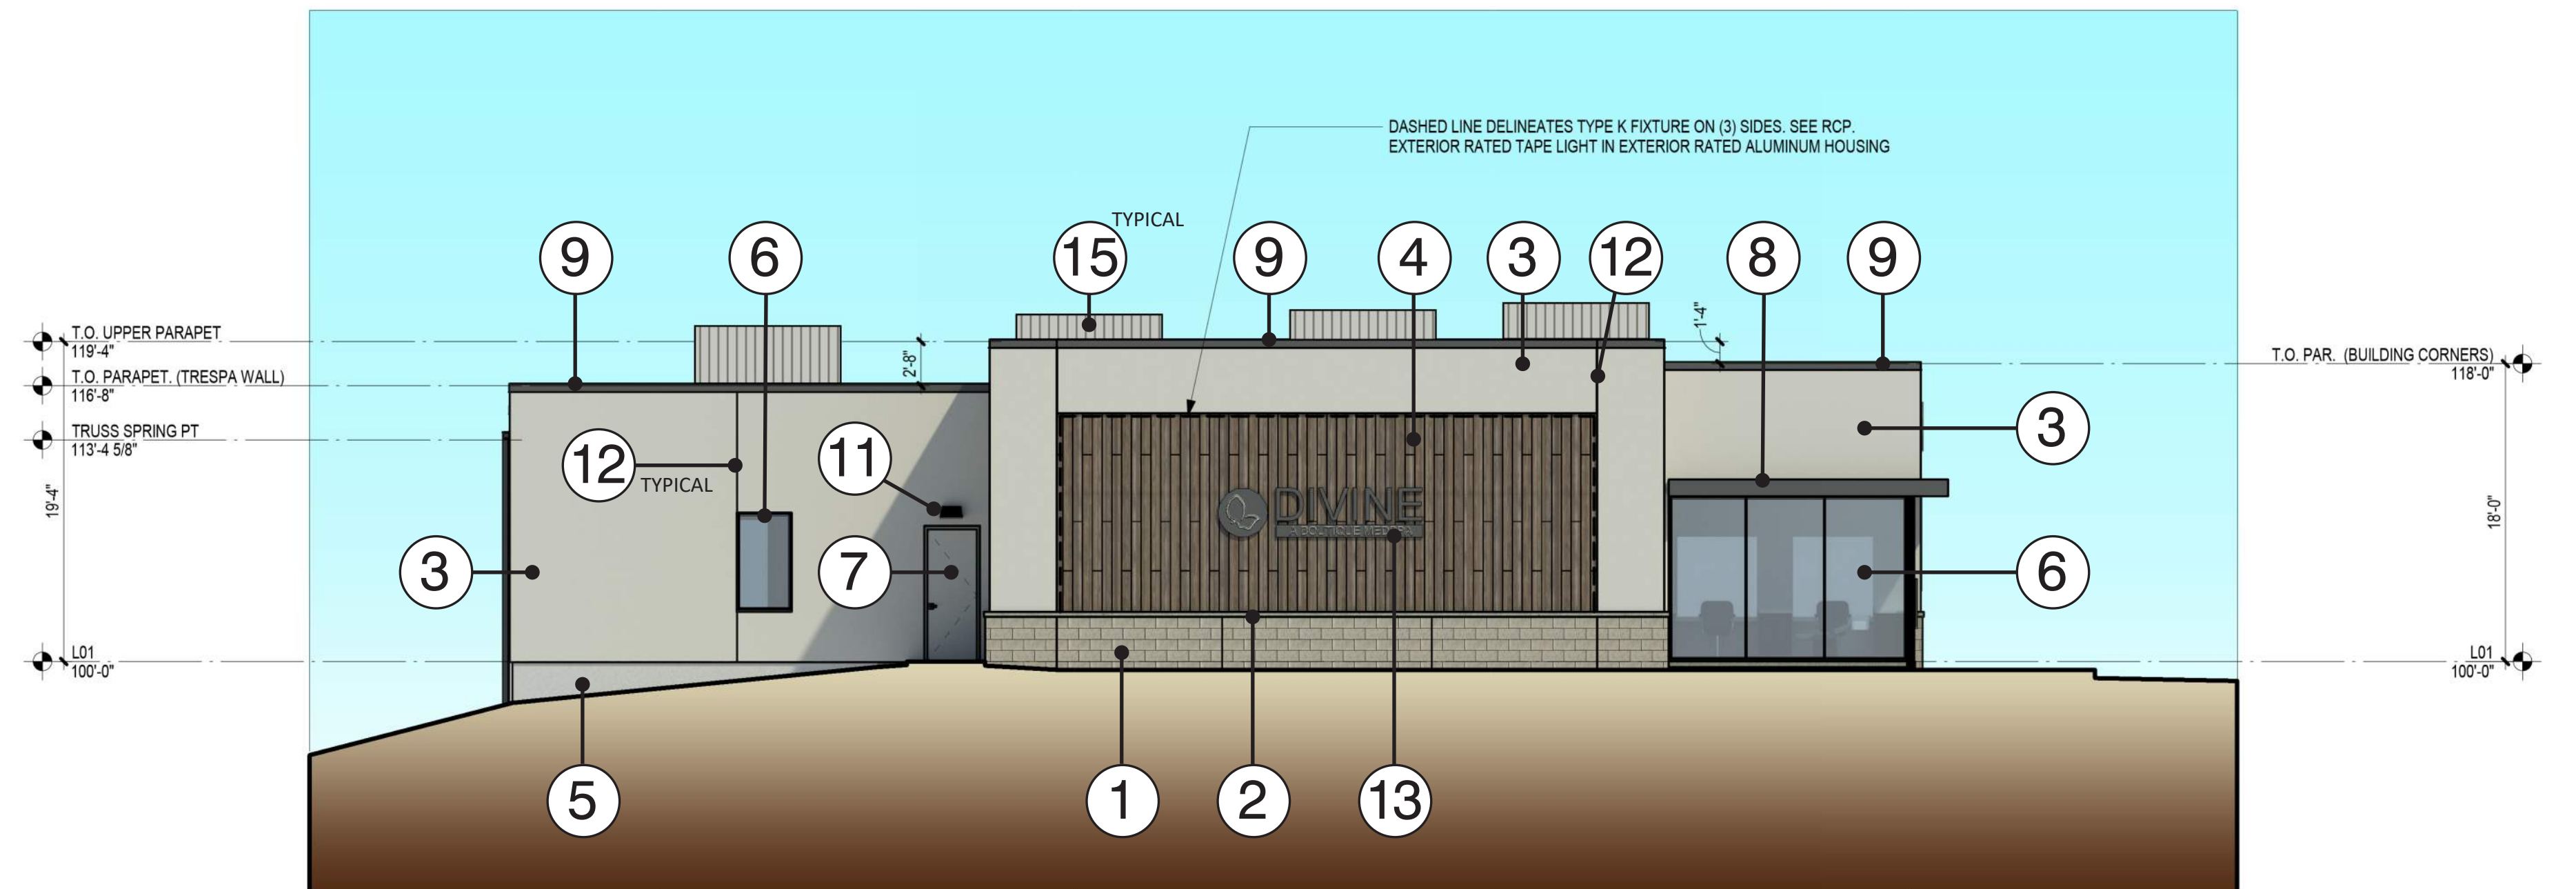 DASHED LINE DELINEATES TYPE K FIXTURE ON (3) SIDES. SEE RCP.
EXTERIOR RATED TAPE LIGHT IN EXTERIOR RATED ALUMINUM HOUSING
TYPICAL
9
6
15
9
4
3
12
8
9
1'-4"
T.O. UPPER PARAPET
119'-4"
2'-8"
T.O. PAR. (BUILDING CORNERS)
118'-0"
T.O. PARAPET. (TRESPA WALL)
116'-8"
TRUSS SPRING PT
113'-4 5/8"
3
12
TYPICAL
11
19'-4"
DIVINE
A BOUTIQUE MEDSPA
18'-0"
3
7
6
L01
100'-0"
L01
100'-0"
5
1
2
13